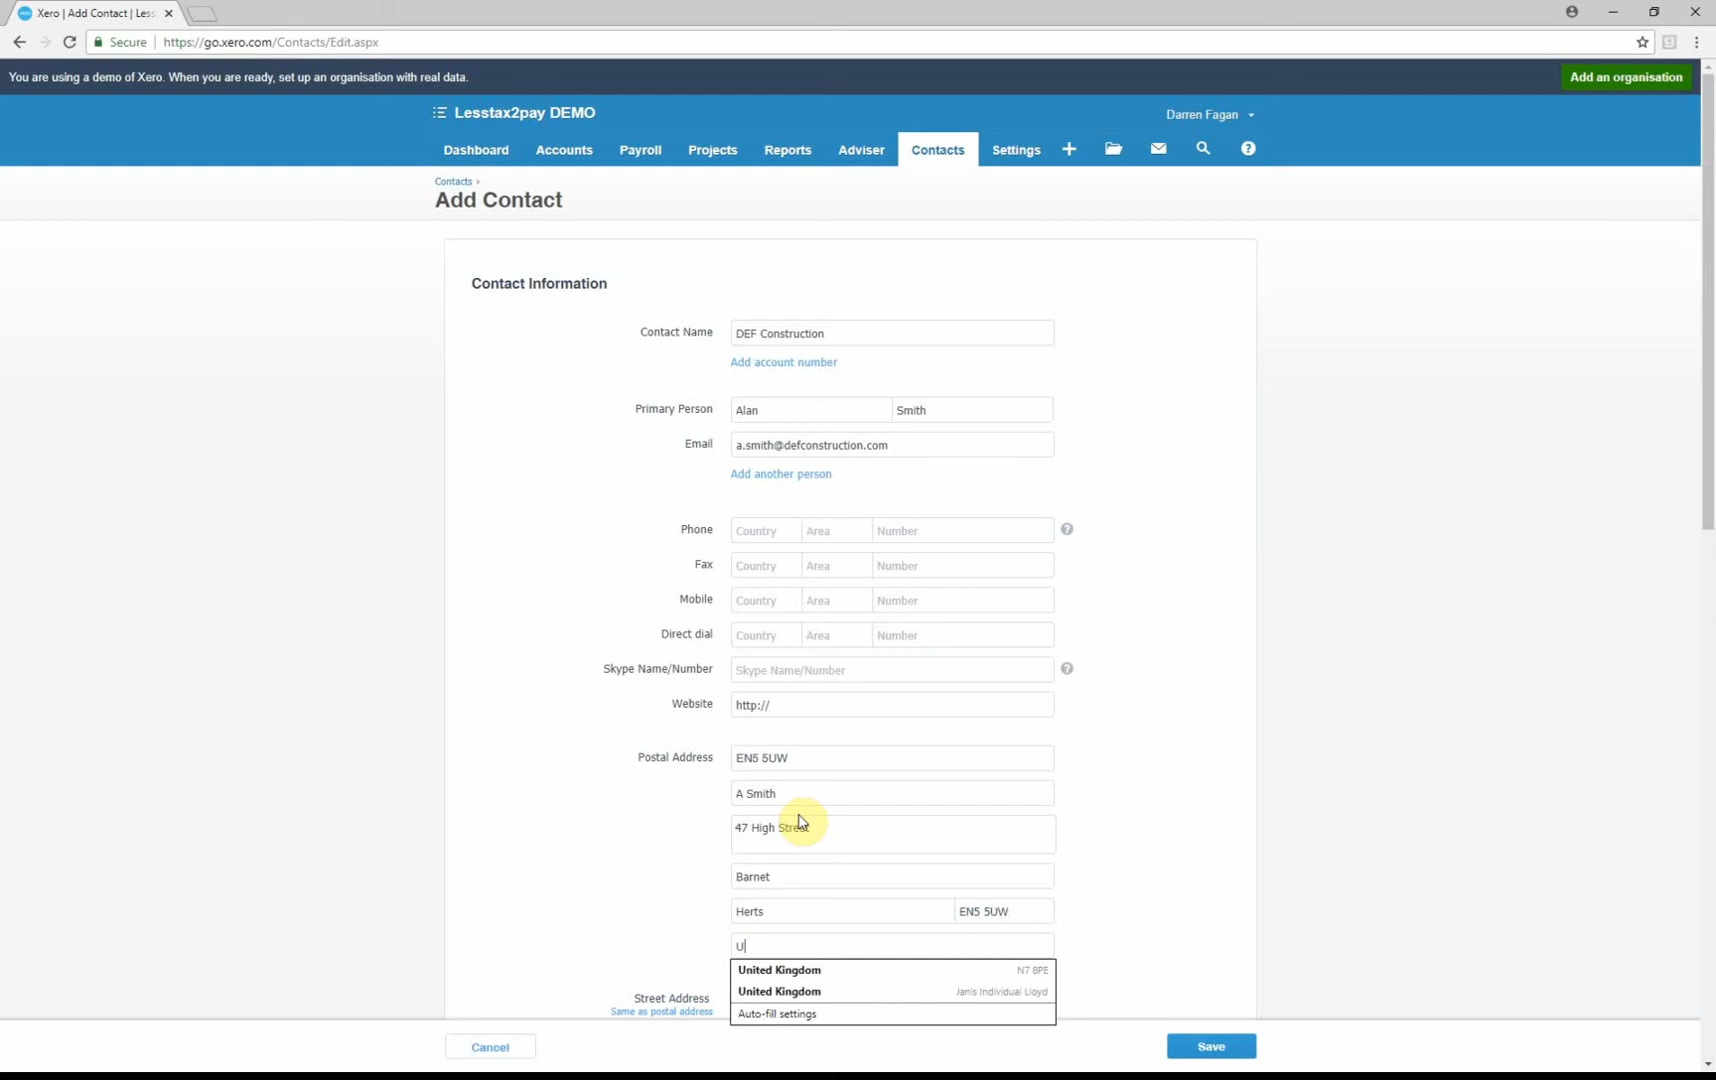 Xero | Add Contact | Less
Secure https://go.xero.com/Contacts/Edit.aspx
You are using a demo of Xero. When you are ready, set up an organisation with real data. Add an organisation
Lesstax2pay DEMO Darren Fagan
Dashboard Accounts Payroll Projects Reports Adviser Contacts Settings + ?
Contacts ›
Add Contact
Contact Information
Contact Name DEF Construction
Add account number
Primary Person Alan Smith
Email a.smith@defconstruction.com
Add another person
Phone Country Area Number ?
Fax Country Area Number
Mobile Country Area Number
Direct dial Country Area Number
Skype Name/Number Skype Name/Number ?
Website http://
Postal Address EN5 5UW
A Smith
47 High Street
Barnet
Herts EN5 5UW
U
United Kingdom N7 8PE
United Kingdom Janis Individual Lloyd
Street Address
Same as postal address
Auto-fill settings
Cancel Save